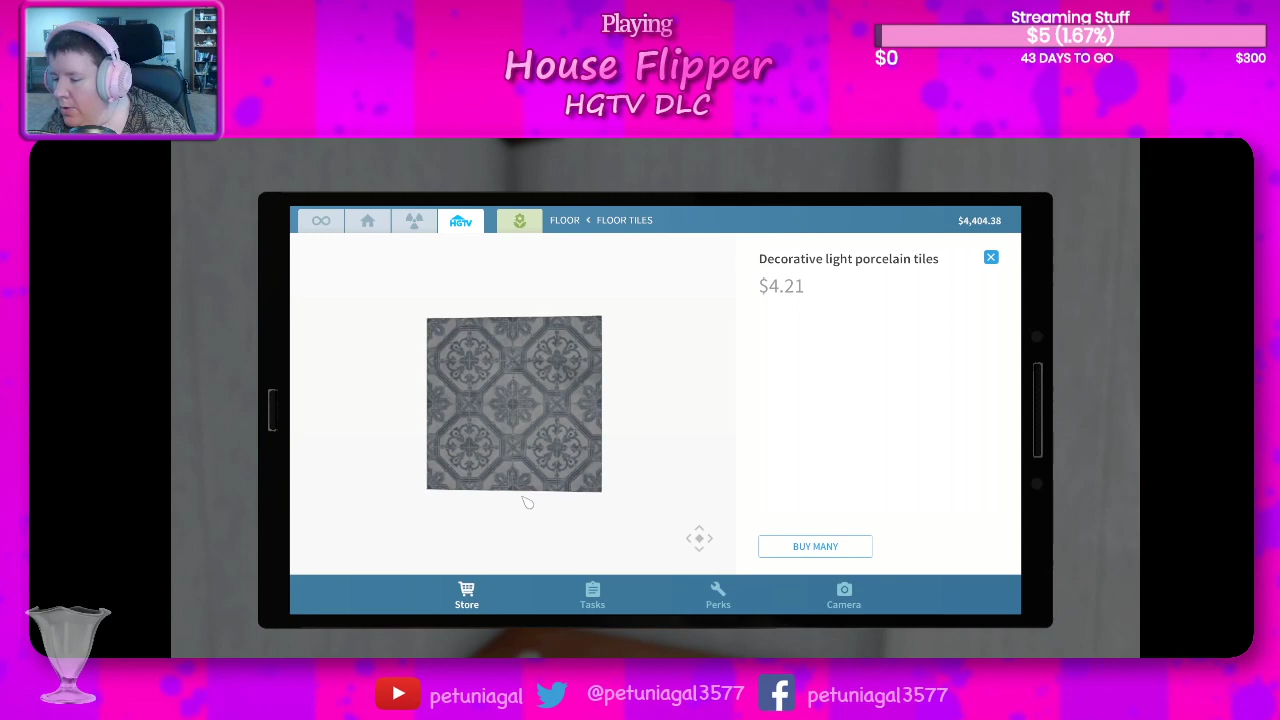 Playing
House Flipper
HGTV DLC
Streaming Stuff
$5 (1.67%)
$0
43 DAYS TO GO
$300
HGTV
FLOOR < FLOOR TILES
$4,404.38
Decorative light porcelain tiles
$4.21
BUY MANY
Store
Tasks
Perks
Camera
petuniagal
@petuniagal3577
petuniagal3577